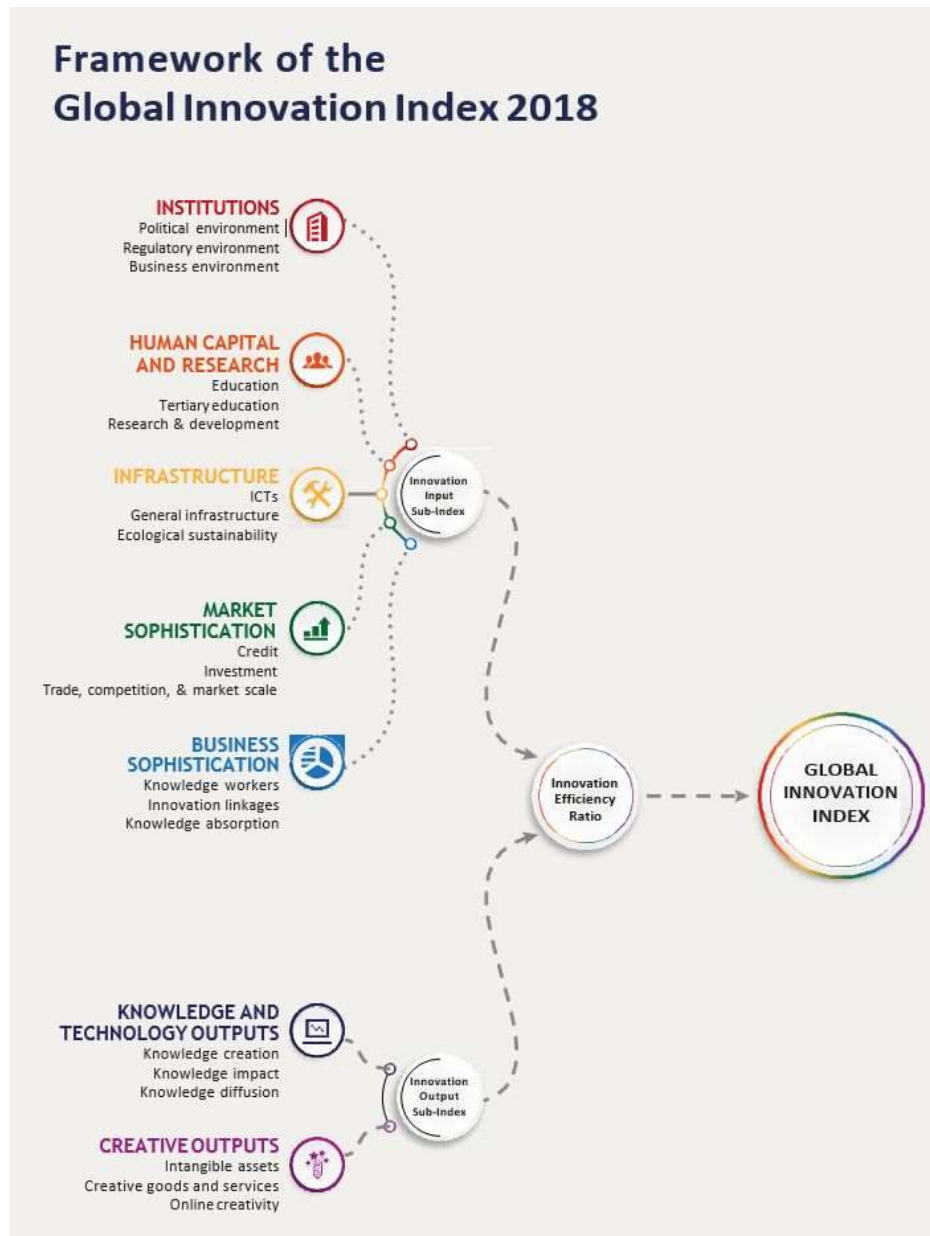 Framework of the
Global Innovation Index 2018
INSTITUTIONS
Political environment
Regulatory environment
Business environment
HUMAN CAPITAL
AND RESEARCH
Education
Tertiary education
Research & development
INFRASTRUCTURE
ICTs
General infrastructure
Ecological sustainability
Innovation
Input
Sub-Index
MARKET
SOPHISTICATION
Credit
Investment
Trade, competition, & market scale
BUSINESS
SOPHISTICATION
Knowledge workers
Innovation linkages
Knowledge absorption
Innovation
Efficiency
Ratio
GLOBAL
INNOVATION
INDEX
KNOWLEDGE AND
TECHNOLOGY OUTPUTS
Knowledge creation
Knowledge impact
Knowledge diffusion
Innovation
Output
Sub-Index
CREATIVE OUTPUTS
Intangible assets
Creative goods and services
Online creativity